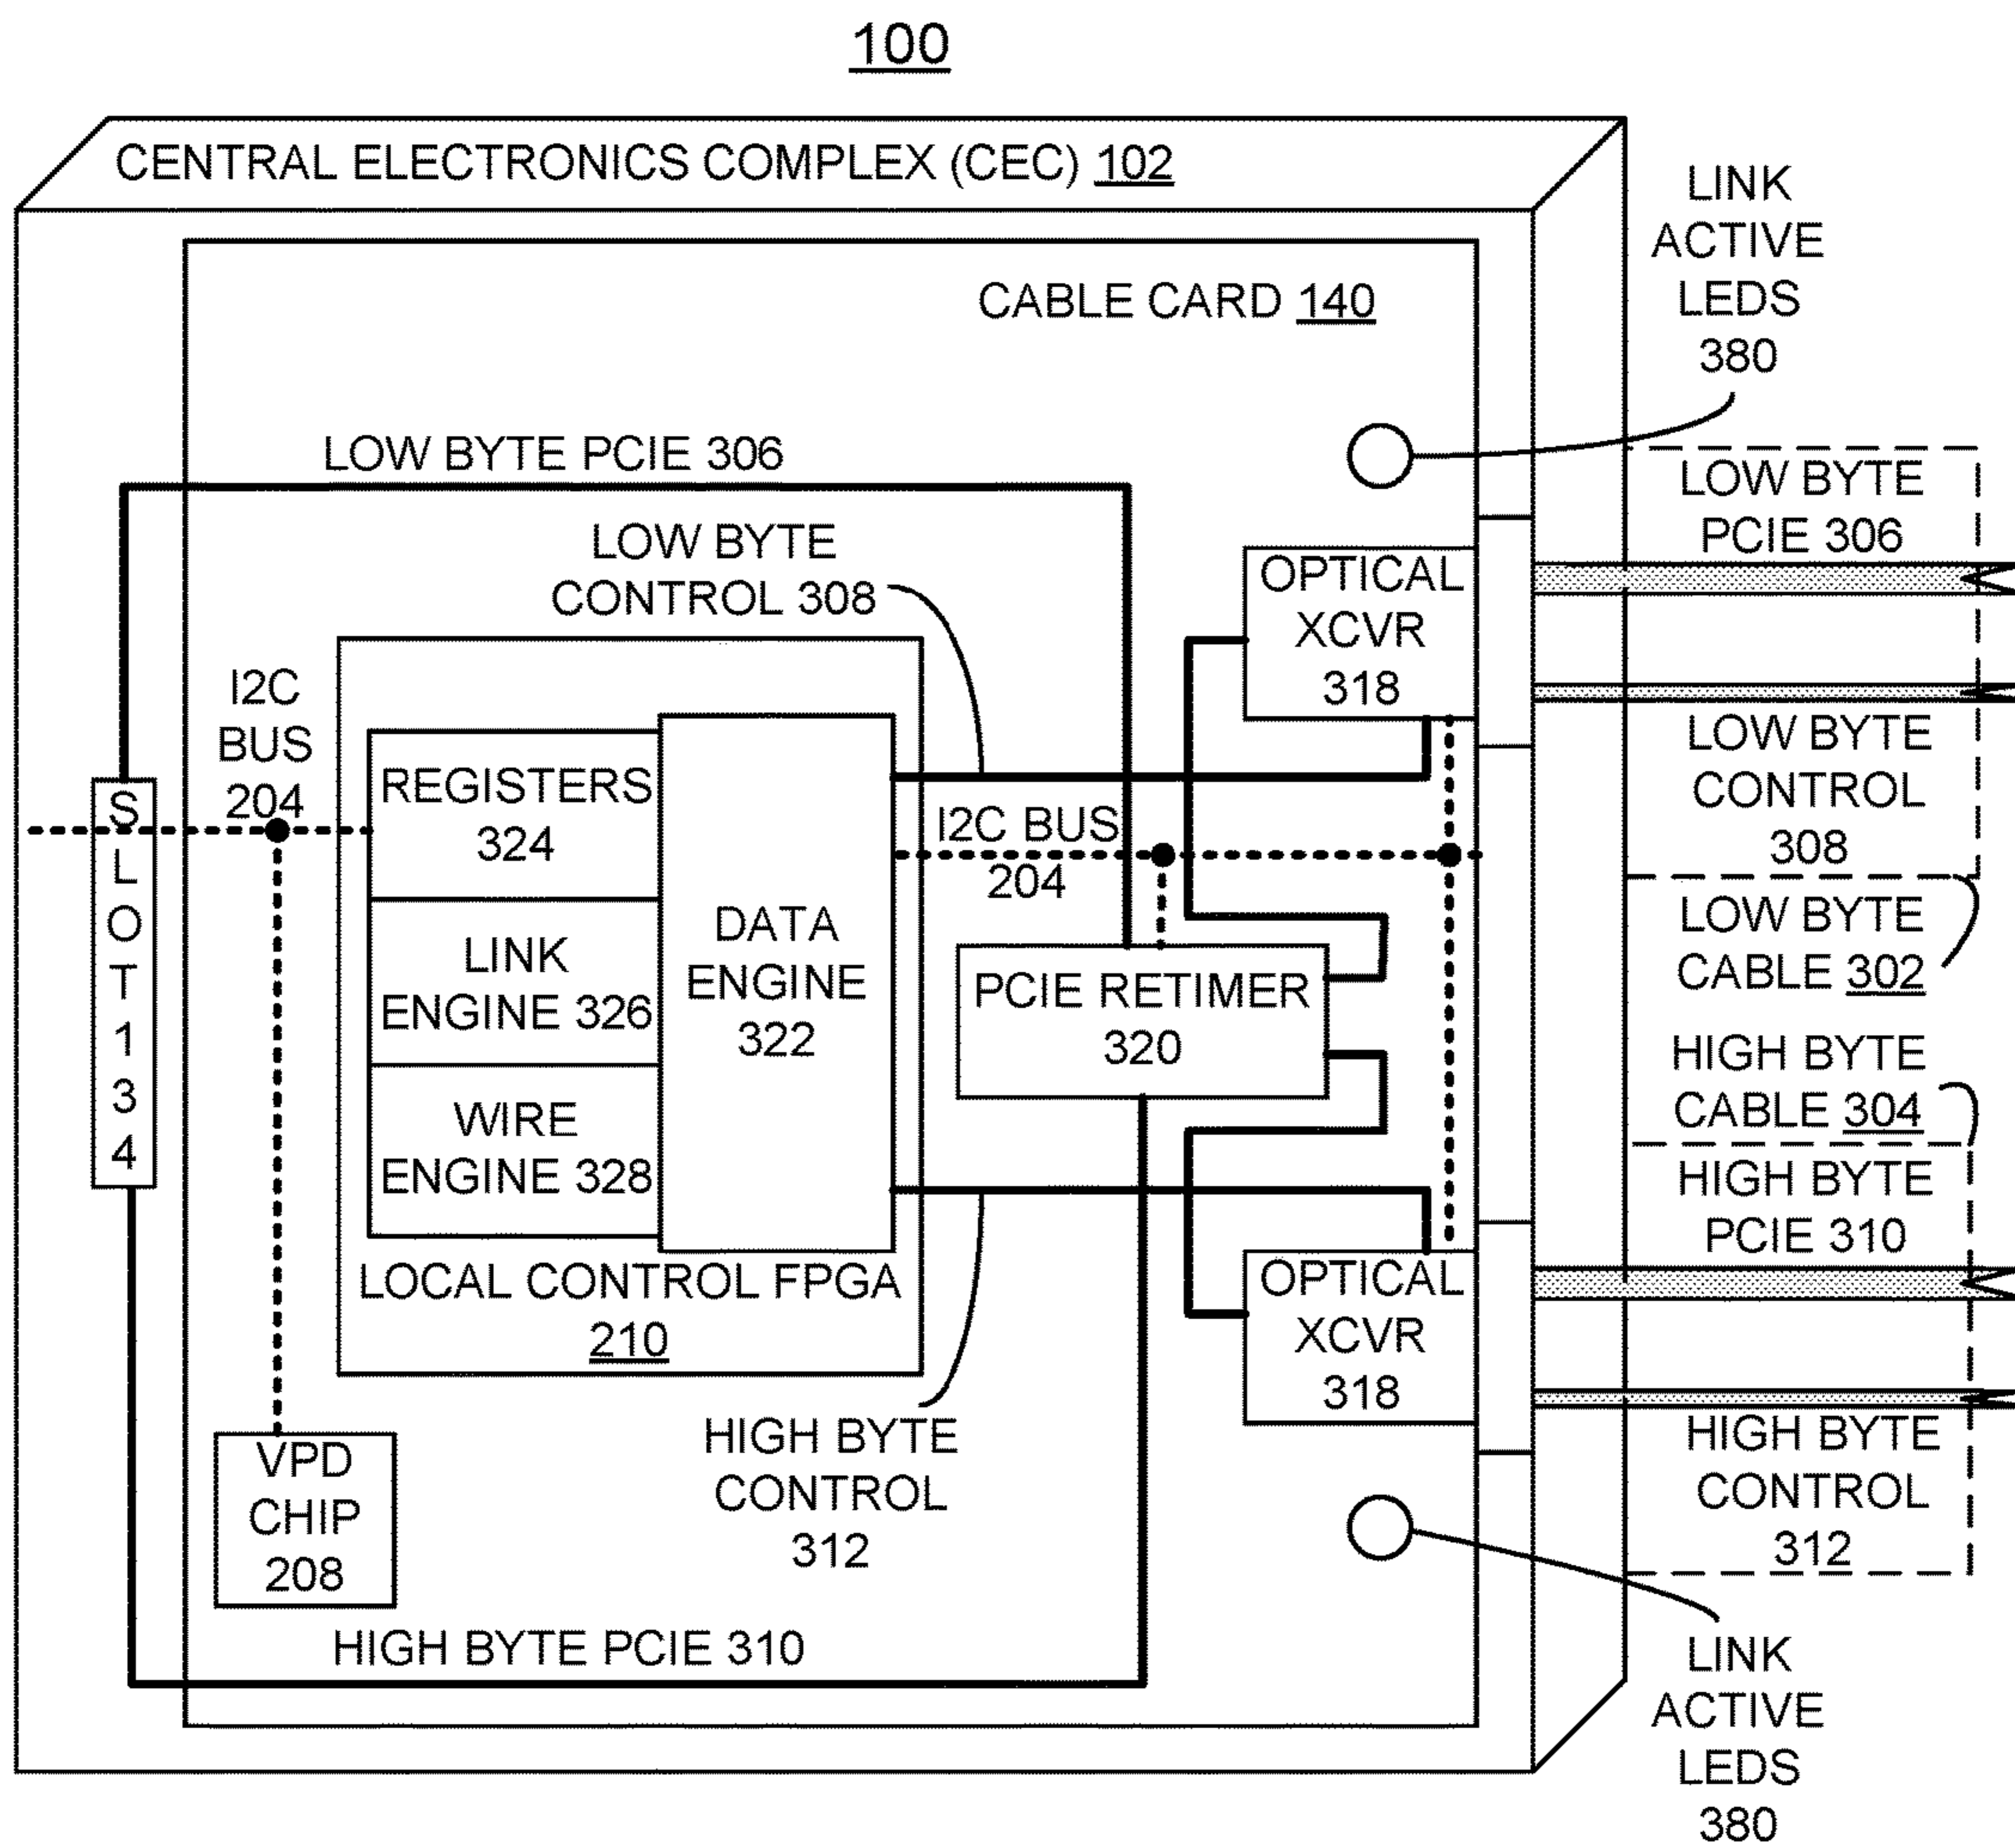 100
CENTRAL ELECTRONICS COMPLEX (CEC) 102
LINK
ACTIVE
LEDS
380
CABLE CARD 140
LOW BYTE PCIE 306
LOW BYTE
PCIE 306
LOW BYTE
CONTROL 308
OPTICAL
XCVR
318
I2C
BUS
204
LOW BYTE
CONTROL
308
SLOT134
REGISTERS
324
I2C BUS
204
DATA
ENGINE
322
LINK
ENGINE 326
PCIE RETIMER
320
LOW BYTE
CABLE 302
HIGH BYTE
CABLE 304
WIRE
ENGINE 328
HIGH BYTE
PCIE 310
LOCAL CONTROL FPGA
210
OPTICAL
XCVR
318
HIGH BYTE
CONTROL
312
HIGH BYTE
CONTROL
312
VPD
CHIP
208
HIGH BYTE PCIE 310
LINK
ACTIVE
LEDS
380